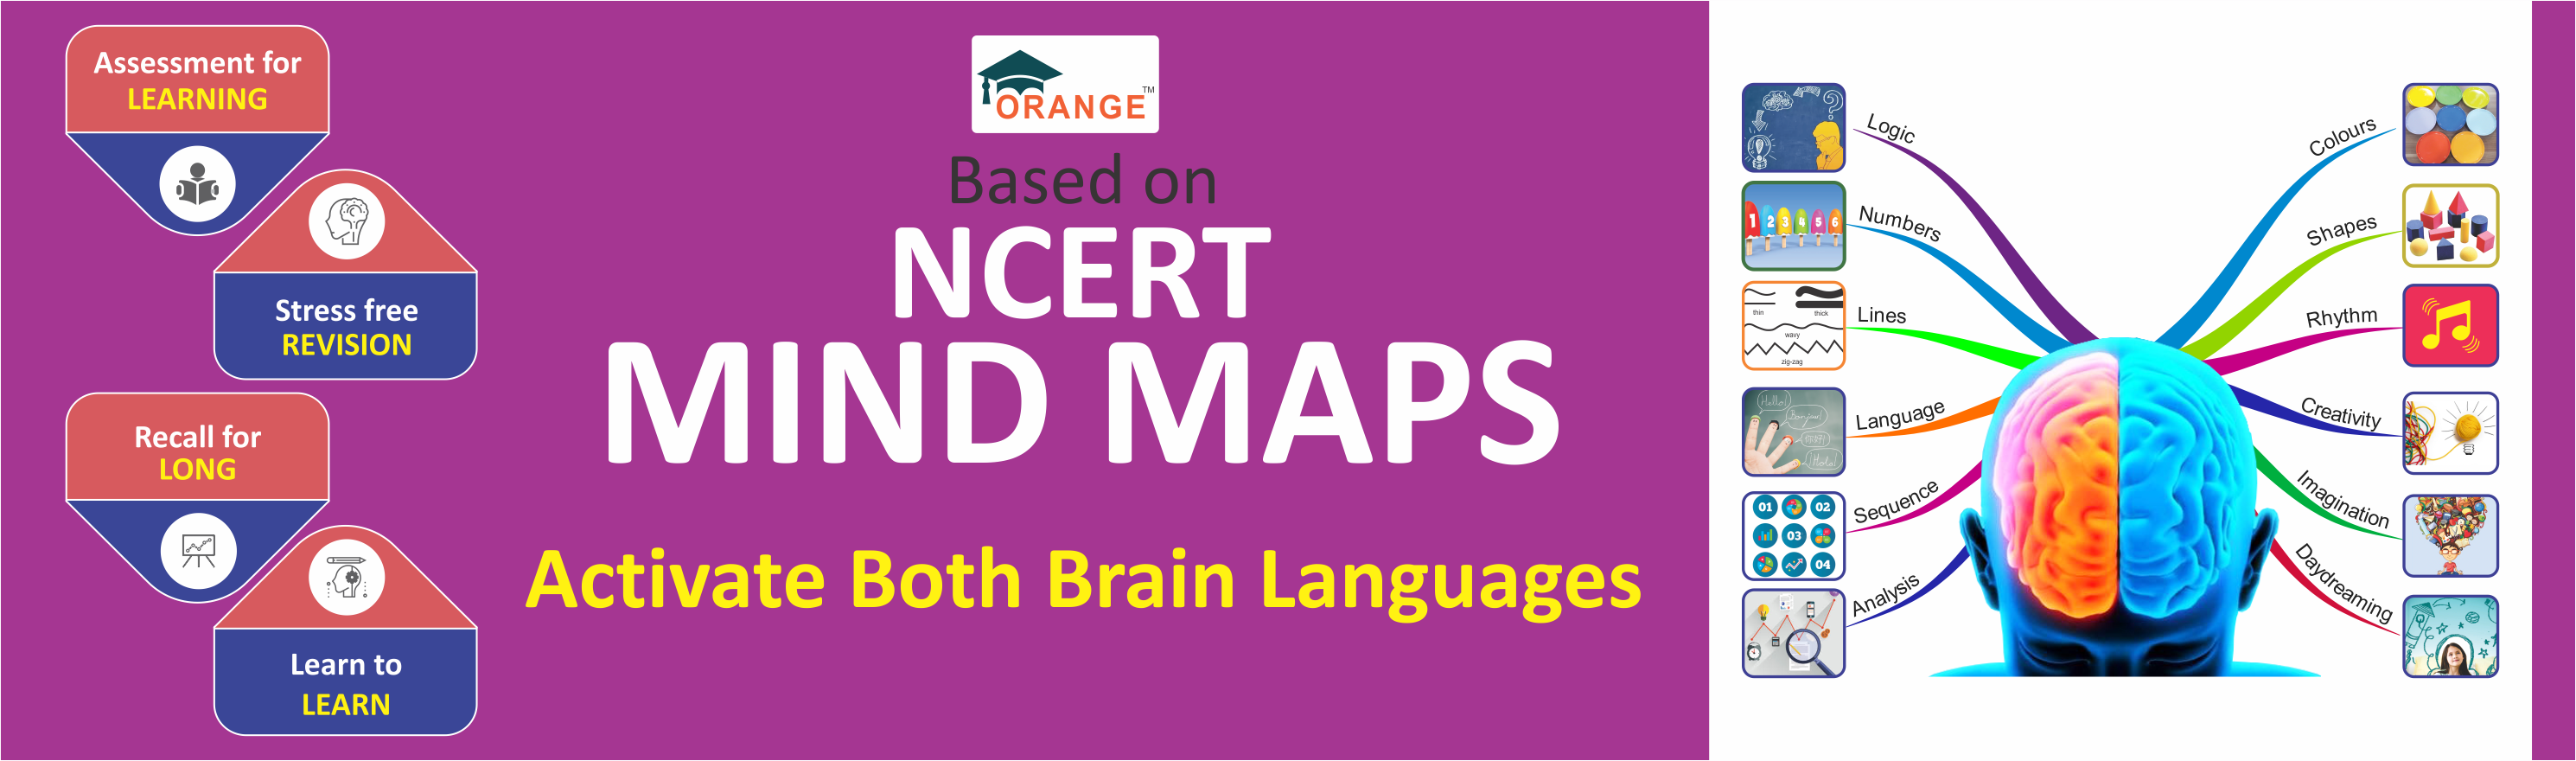 Assessment for
LEARNING
Stress free
REVISION
Recall for
LONG
Learn to
LEARN
ORANGE™
Based on
NCERT
MIND MAPS
Activate Both Brain Languages
Logic
Numbers
1 2 3 4 5 6
Lines
thin thick
wavy
zig-zag
Language
Hello!
Bonjour!
Hola!
Sequence
01 02
03
04
Analysis
Colours
Shapes
Rhythm
Creativity
Imagination
Daydreaming